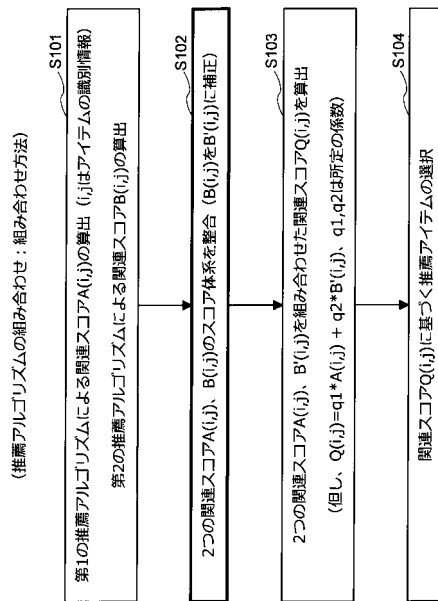 (推薦アルゴリズムの組み合わせ：組み合わせ方法)
S101
第1の推薦アルゴリズムによる関連スコアA(i,j)の算出（i,jはアイテムの識別情報）
第2の推薦アルゴリズムによる関連スコアB(i,j)の算出
S102
2つの関連スコアA(i,j)、B(i,j)のスコア体系を整合（B(i,j)をB'(i,j)に補正）
S103
2つの関連スコアA(i,j)、B'(i,j)を組み合わせた関連スコアQ(i,j)を算出
(但し、Q(i,j)=q1*A(i,j) + q2*B'(i,j)、q1,q2は所定の係数)
S104
関連スコアQ(i,j)に基づく推薦アイテムの選択